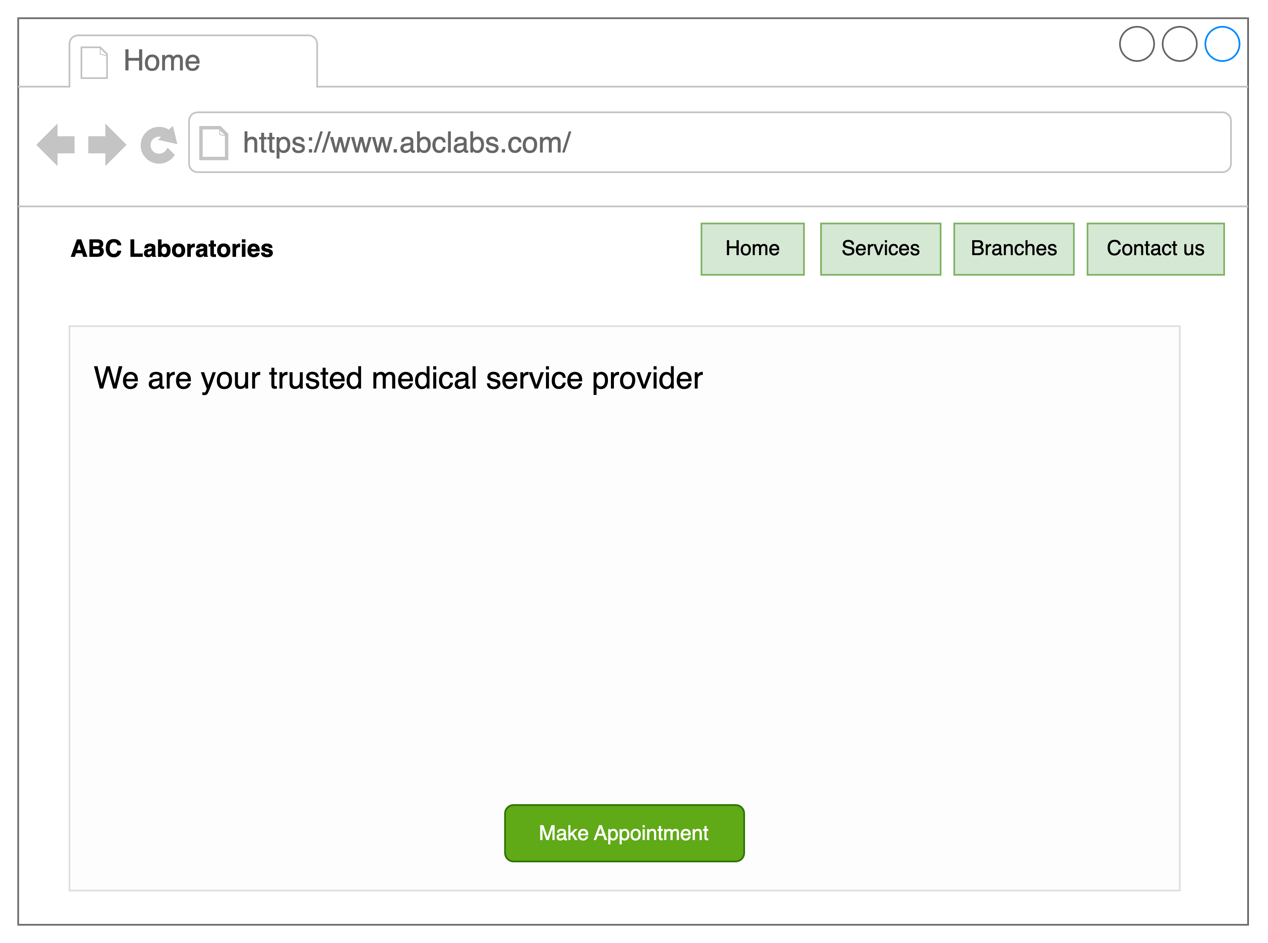 Home
https://www.abclabs.com/
ABC Laboratories
Home
Services
Branches
Contact us
We are your trusted medical service provider
Make Appointment